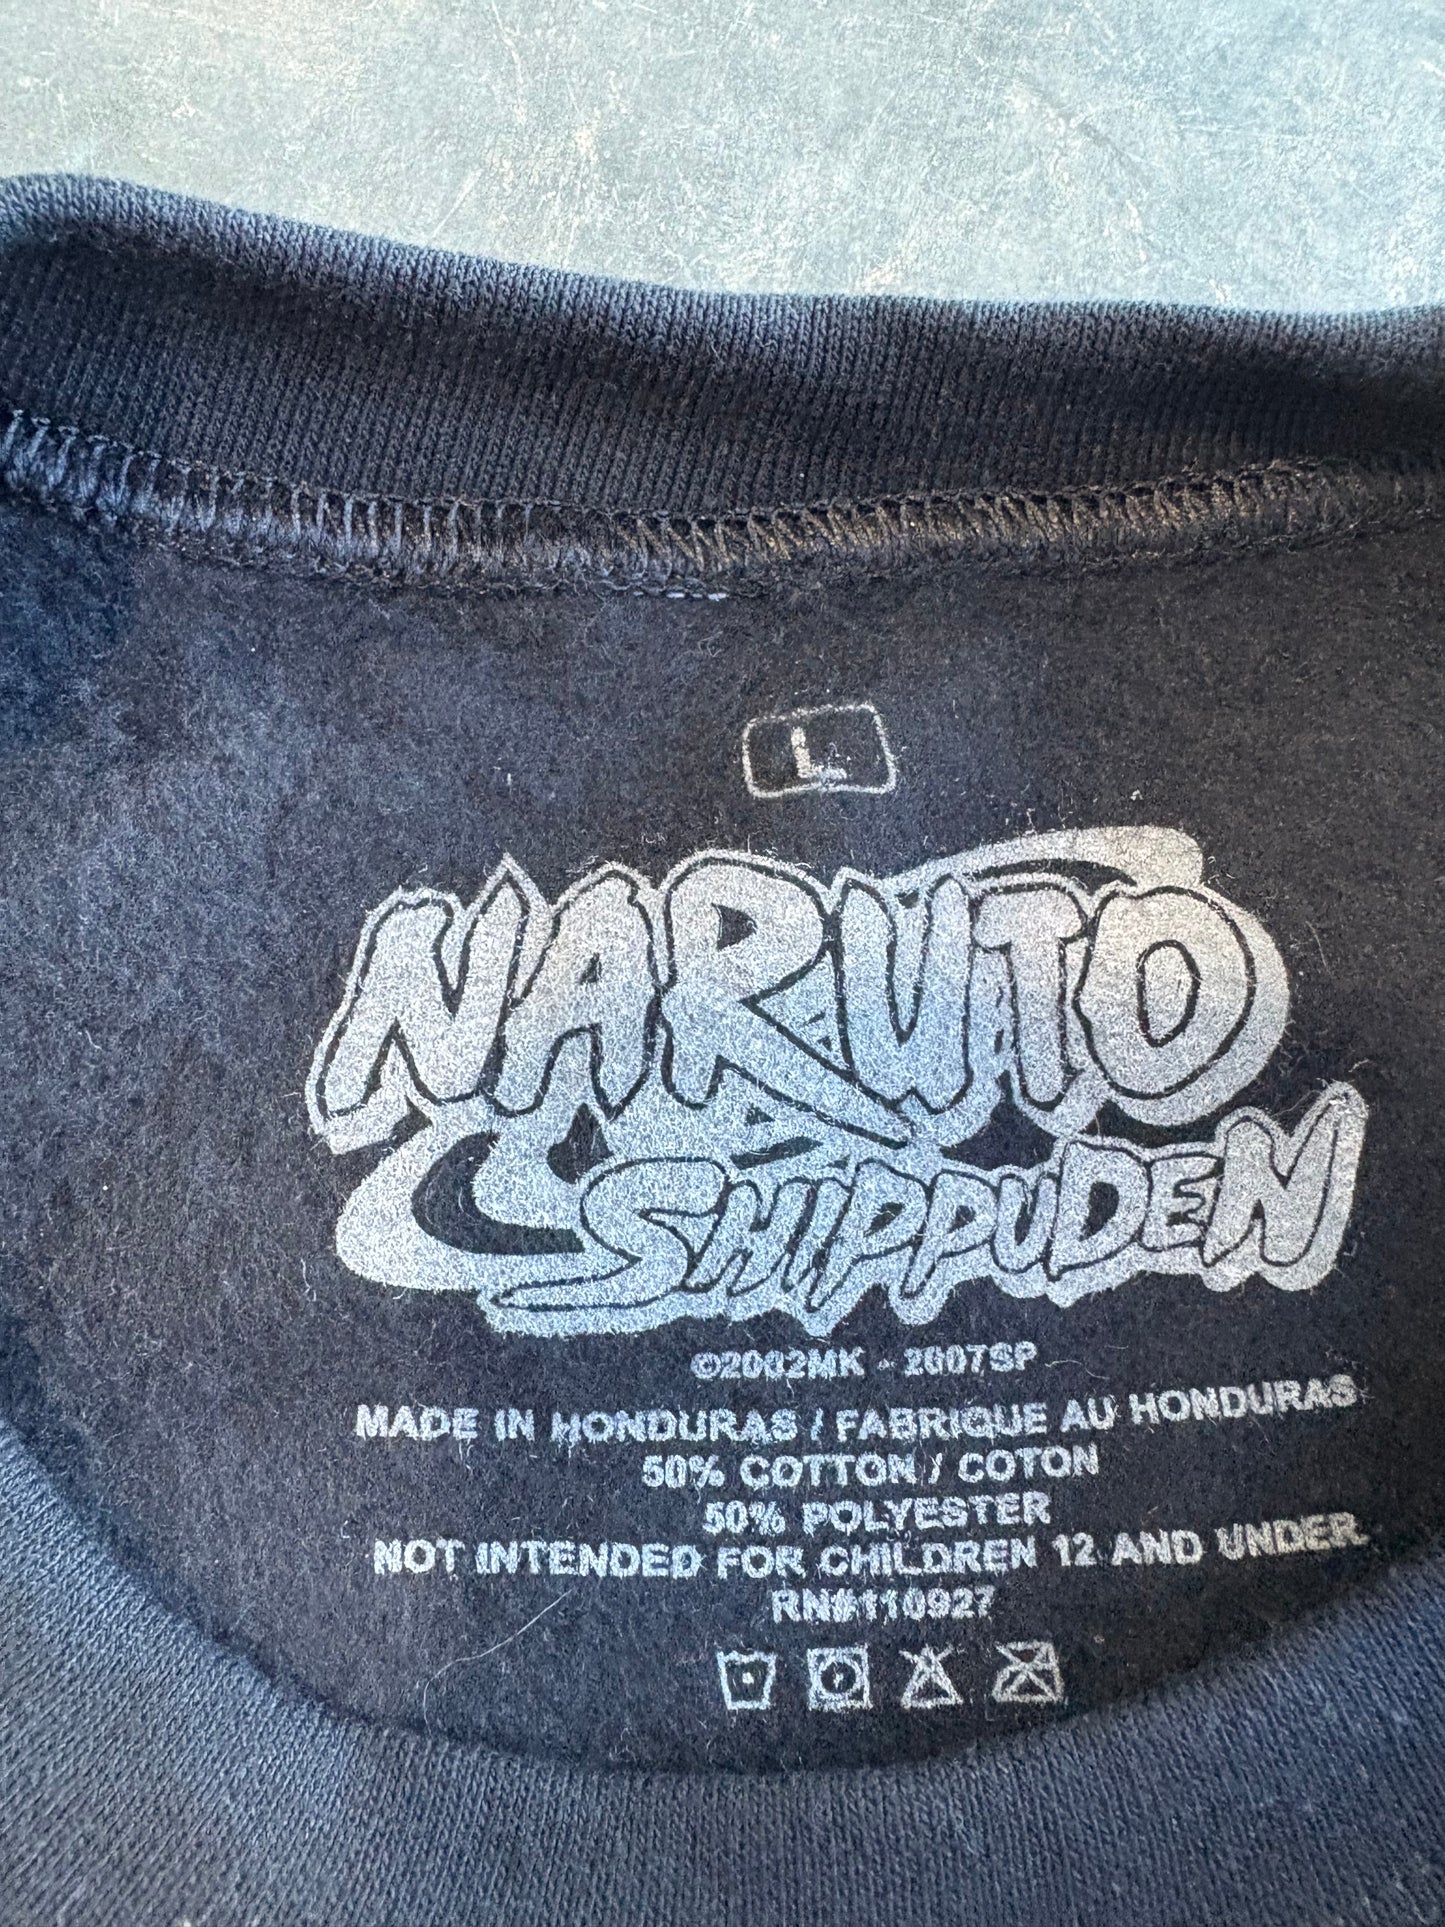 L
NARUTO
SHIPPUDEN
©2002MK - 2007SP
MADE IN HONDURAS / FABRIQUE AU HONDURAS
50% COTTON / COTON
50% POLYESTER
NOT INTENDED FOR CHILDREN 12 AND UNDER.
RN#110927